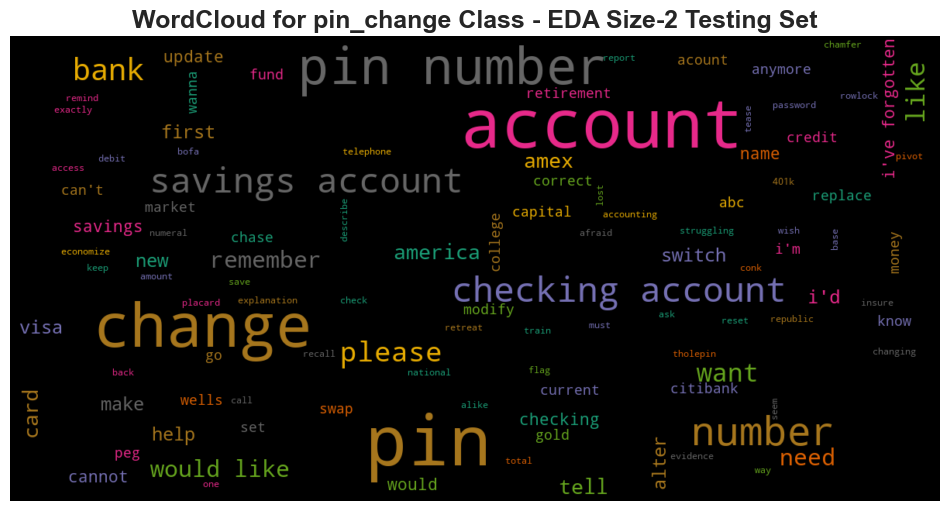 WordCloud for pin_change Class - EDA Size-2 Testing Set
chamfer
update
bank
pin number
report
acount
anymore
like
i've forgotten
fund
wanna
remind
exactly
retirement
account
password
rowlock
tease
credit
first
bofa
debit
telephone
amex
name
pivot
access
can't
savings account
correct
lost
401k
abc
replace
market
capital
accounting
describe
college
savings
numeral
chase
afraid
struggling
wish
base
economize
new
remember
america
switch
i'm
money
keep
amount
save
conk
checking account
i'd
insure
placard
explanation
check
modify
change
visa
go
recall
please
retreat
train
must
ask
reset
republic
know
changing
tholepin
back
national
flag
want
card
make
wells
call
swap
alike
current
citibank
seem
help
set
pin
checking
gold
number
peg
total
alter
evidence
need
cannot
would like
one
would
tell
way